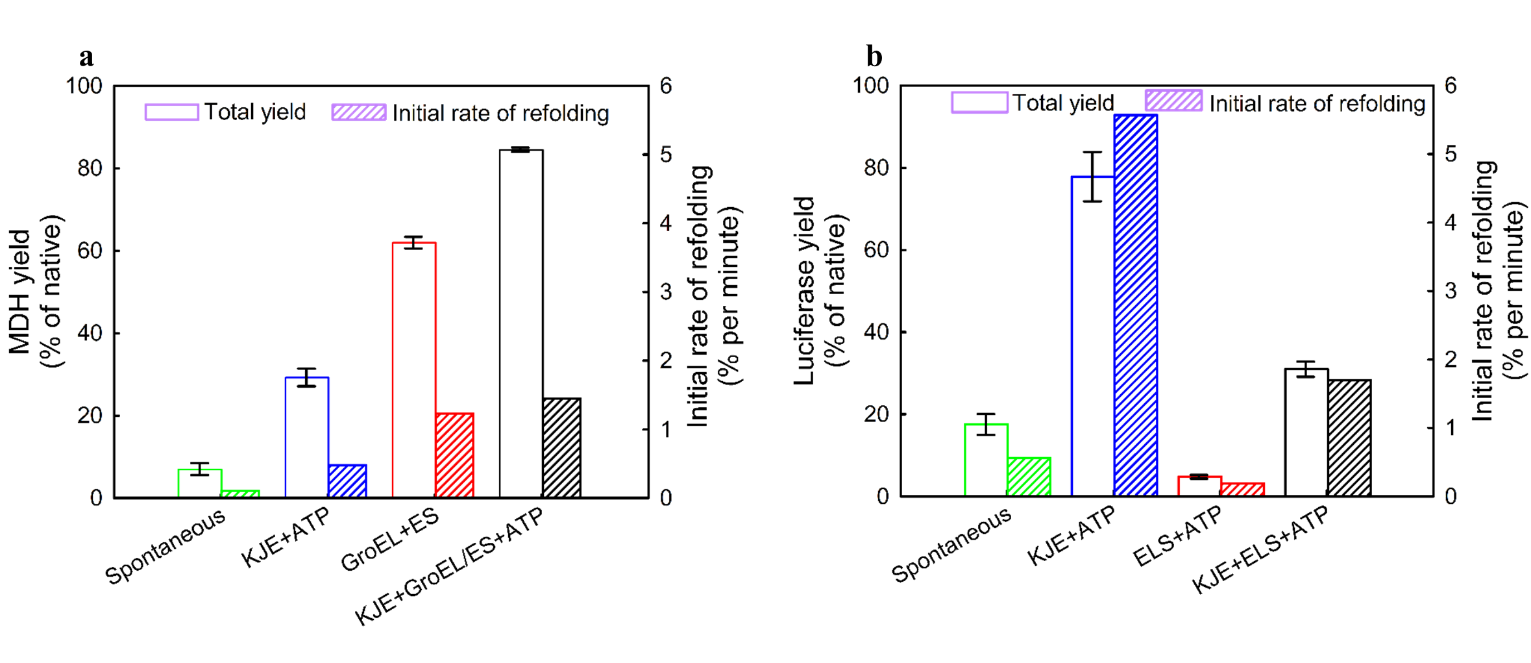 a
Total yield
Initial rate of refolding
MDH yield
(% of native)
100
80
60
40
20
0
6
5
4
3
2
1
0
Initial rate of refolding
(% per minute)
Spontaneous
KJE+ATP
GroEL+ES
KJE+GroEL/ES+ATP
b
Total yield
Initial rate of refolding
Luciferase yield
(% of native)
100
80
60
40
20
0
6
5
4
3
2
1
0
Initial rate of refolding
(% per minute)
Spontaneous
KJE+ATP
ELS+ATP
KJE+ELS+ATP